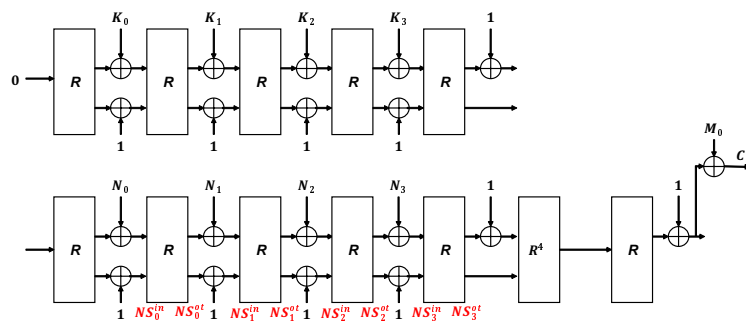 K₀ K₁ K₂ K₃ 1
0 R R R R R
1 1 1 1
M₀
C
N₀ N₁ N₂ N₃ 1 1
R R R R R R⁴ R
1 NS₀ⁱⁿ NS₀ᵒᵗ 1 NS₁ⁱⁿ NS₁ᵒᵗ 1 NS₂ⁱⁿ NS₂ᵒᵗ 1 NS₃ⁱⁿ NS₃ᵒᵗ